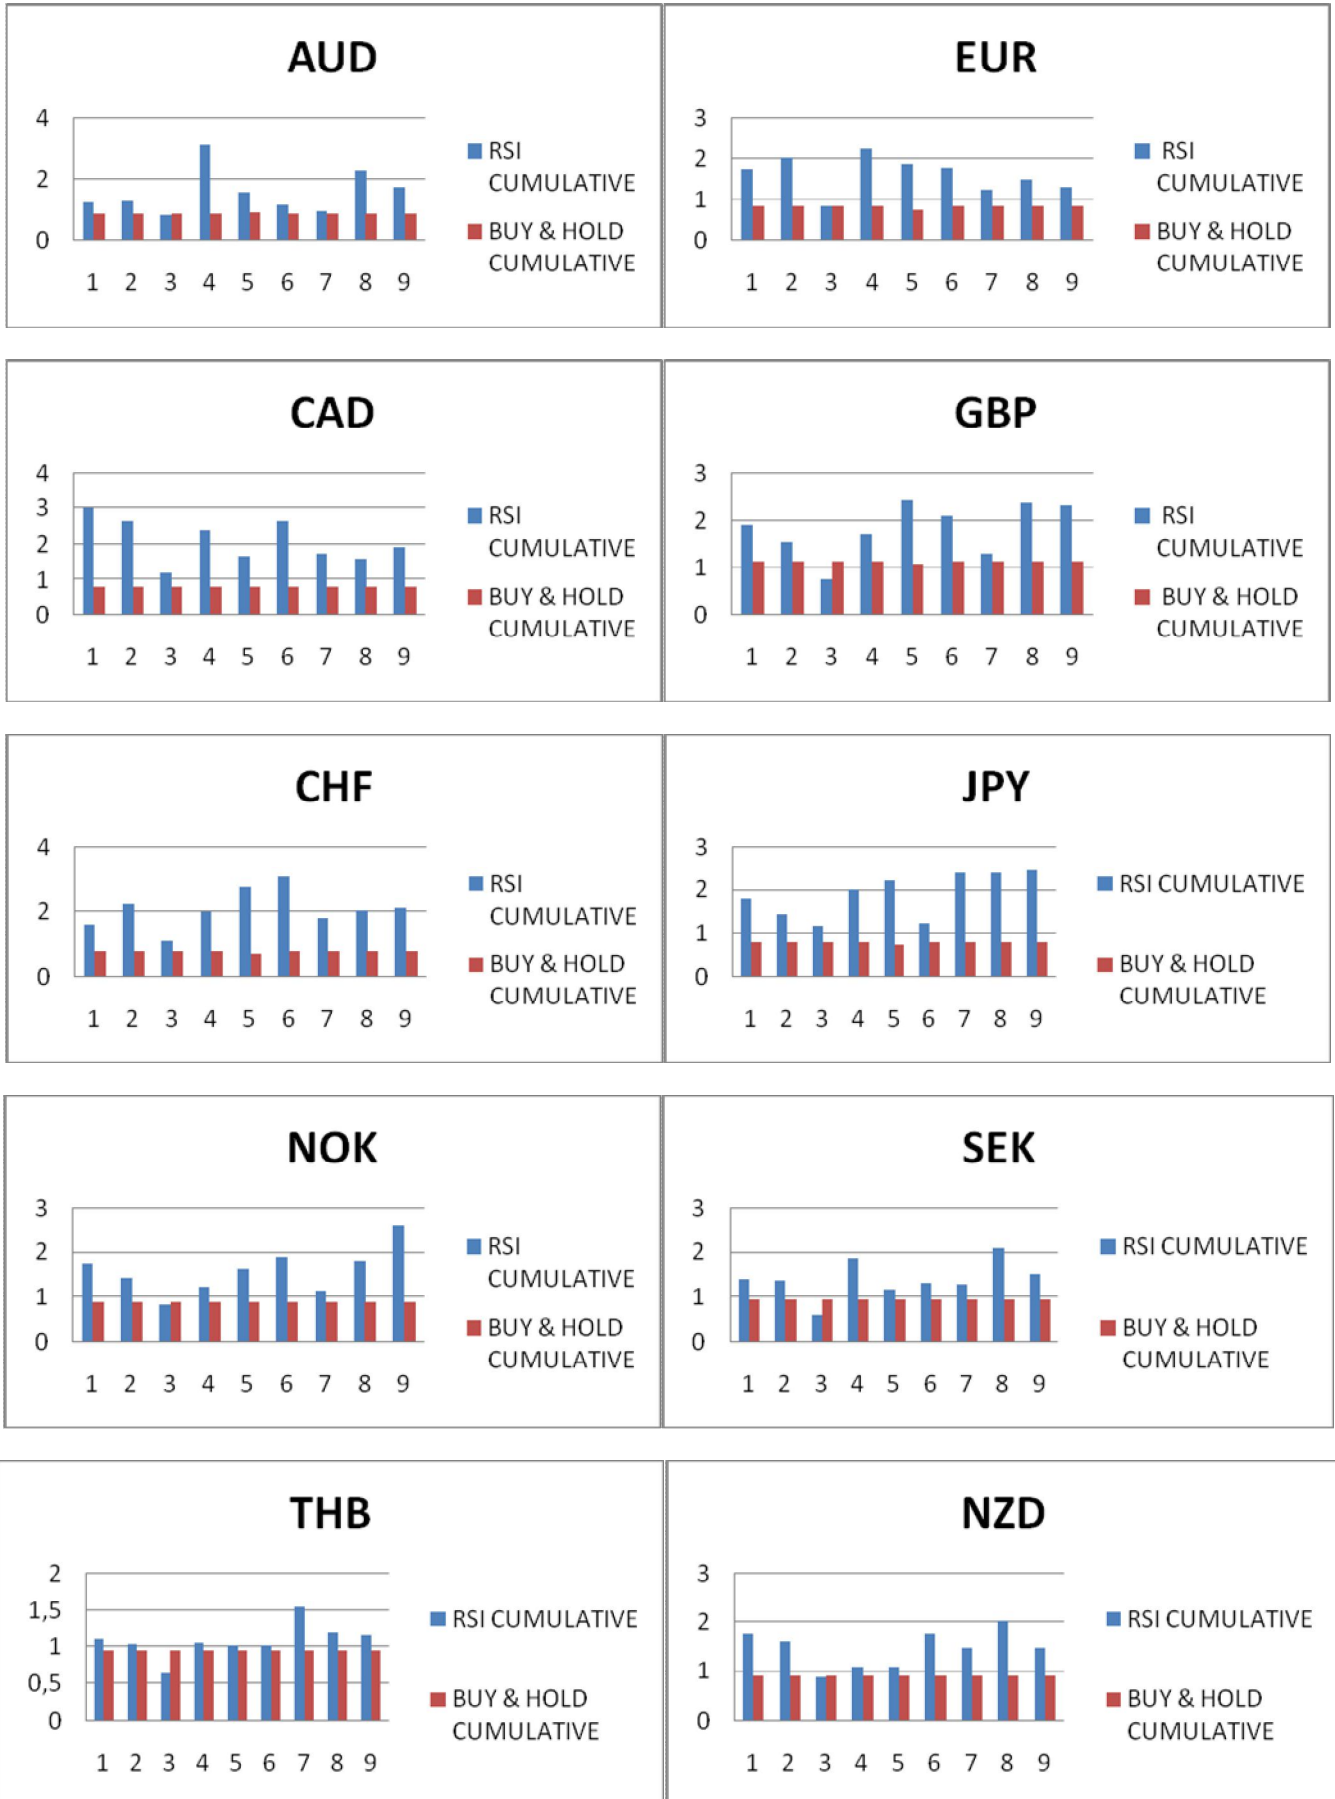 AUD
4
2
0
1 2 3 4 5 6 7 8 9
RSI
CUMULATIVE
BUY & HOLD
CUMULATIVE
EUR
3
2
1
0
1 2 3 4 5 6 7 8 9
RSI
CUMULATIVE
BUY & HOLD
CUMULATIVE
CAD
4
3
2
1
0
1 2 3 4 5 6 7 8 9
RSI
CUMULATIVE
BUY & HOLD
CUMULATIVE
GBP
3
2
1
0
1 2 3 4 5 6 7 8 9
RSI
CUMULATIVE
BUY & HOLD
CUMULATIVE
CHF
4
2
0
1 2 3 4 5 6 7 8 9
RSI
CUMULATIVE
BUY & HOLD
CUMULATIVE
JPY
3
2
1
0
1 2 3 4 5 6 7 8 9
RSI CUMULATIVE
BUY & HOLD
CUMULATIVE
NOK
3
2
1
0
1 2 3 4 5 6 7 8 9
RSI
CUMULATIVE
BUY & HOLD
CUMULATIVE
SEK
3
2
1
0
1 2 3 4 5 6 7 8 9
RSI CUMULATIVE
BUY & HOLD
CUMULATIVE
THB
2
1,5
1
0,5
0
1 2 3 4 5 6 7 8 9
RSI CUMULATIVE
BUY & HOLD
CUMULATIVE
NZD
3
2
1
0
1 2 3 4 5 6 7 8 9
RSI CUMULATIVE
BUY & HOLD
CUMULATIVE